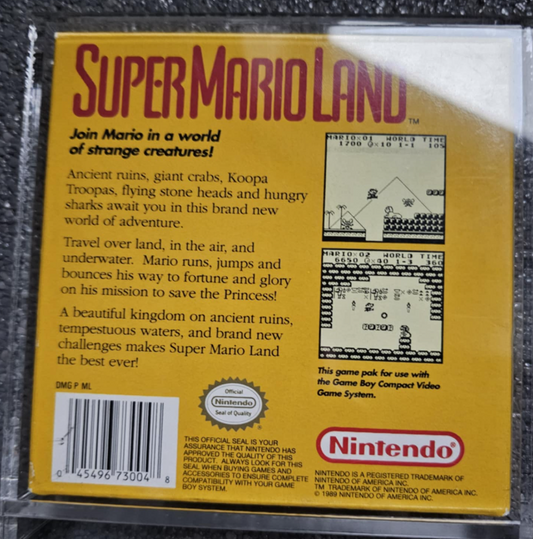 SUPER MARIO LAND
TM
Join Mario in a world
of strange creatures!
Ancient ruins, giant crabs, Koopa
Troopas, flying stone heads and hungry
sharks await you in this brand new
world of adventure.
Travel over land, in the air, and
underwater. Mario runs, jumps and
bounces his way to fortune and glory
on his mission to save the Princess!
A beautiful kingdom on ancient ruins,
tempestuous waters, and brand new
challenges makes Super Mario Land
the best ever!
MARIO×01 WORLD TIME
1700 ×10 1-1 105
MARIO×02 WORLD TIME
6650 ×40 1-3 360
This game pak for use with
the Game Boy Compact Video
Game System.
DMG P ML
0 45496 73004 8
Official
Nintendo
Seal of Quality
THIS OFFICIAL SEAL IS YOUR
ASSURANCE THAT NINTENDO HAS
APPROVED THE QUALITY OF THIS
PRODUCT. ALWAYS LOOK FOR THIS
SEAL WHEN BUYING GAMES AND
ACCESSORIES TO ENSURE COMPLETE
COMPATIBILITY WITH YOUR GAME
BOY SYSTEM.
Nintendo®
NINTENDO IS A REGISTERED TRADEMARK OF
NINTENDO OF AMERICA INC.
TM TRADEMARK OF NINTENDO OF AMERICA INC.
© 1989 NINTENDO OF AMERICA INC.